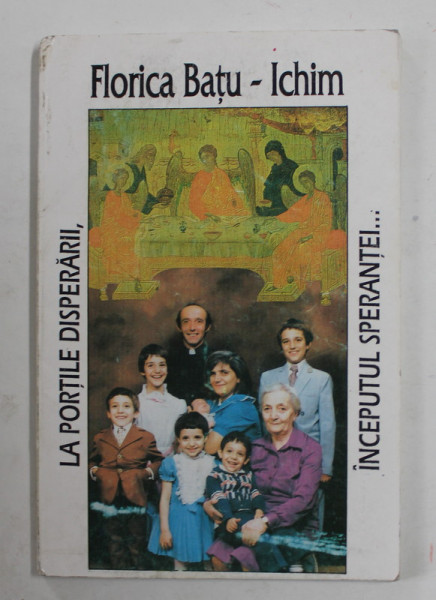 Florica Bațu - Ichim
LA PORȚILE DISPERĂRII,
ÎNCEPUTUL SPERANȚEI...